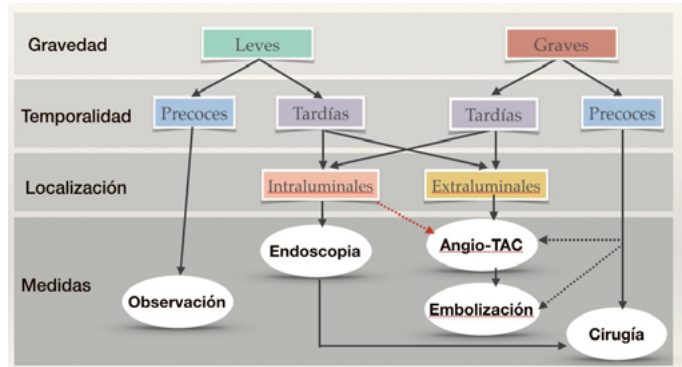 Gravedad
Leves
Graves
Temporalidad
Precoces
Tardías
Tardías
Precoces
Localización
Intraluminales
Extraluminales
Medidas
Endoscopia
Angio-TAC
Observación
Embolización
Cirugía